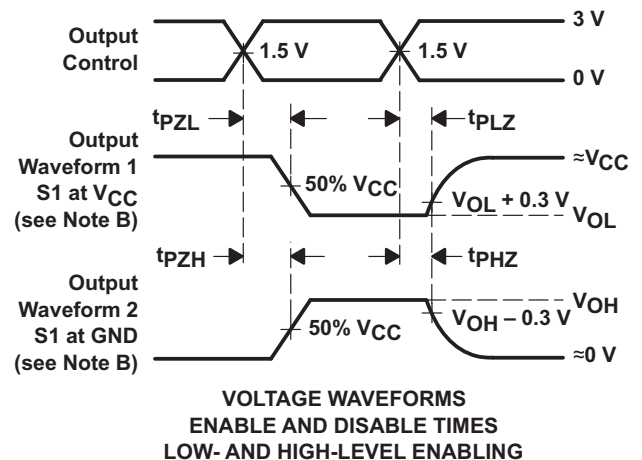 Output
Control
1.5 V
1.5 V
3 V
0 V
tPZL
tPLZ
Output
Waveform 1
S1 at VCC
(see Note B)
50% VCC
≈VCC
VOL + 0.3 V
VOL
tPZH
tPHZ
Output
Waveform 2
S1 at GND
(see Note B)
50% VCC
VOH
VOH – 0.3 V
≈0 V
VOLTAGE WAVEFORMS
ENABLE AND DISABLE TIMES
LOW- AND HIGH-LEVEL ENABLING